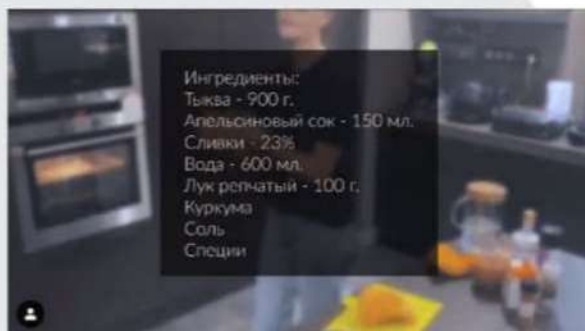 Ингредиенты:
Тыква - 900 г.
Апельсиновый сок - 150 мл.
Сливки - 23%
Вода - 600 мл.
Лук репчатый - 100 г.
Куркума
Соль
Специи